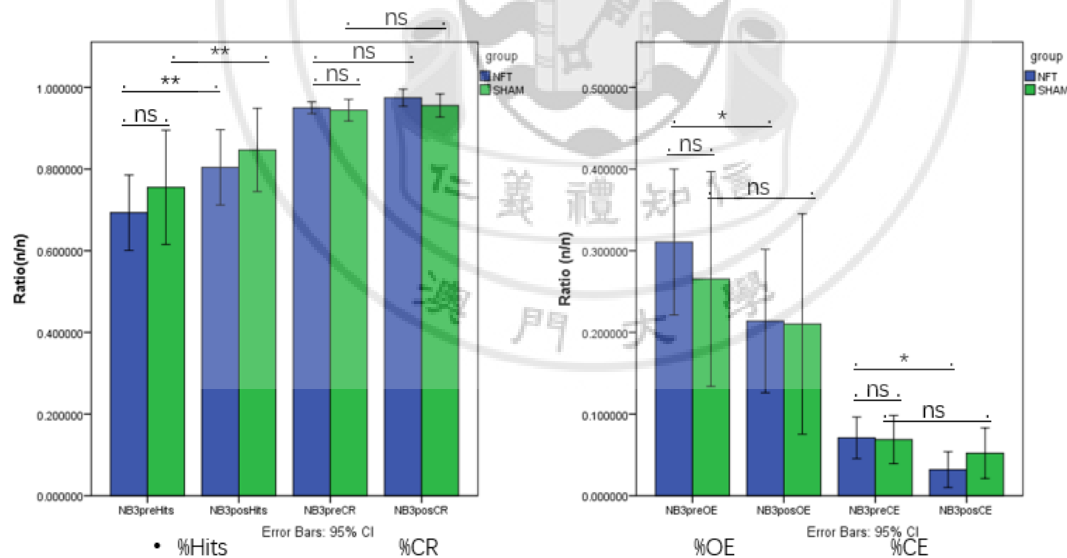 ns
**
ns
**
ns
ns
group
NFT
SHAM
1.000000
0.800000
0.600000
0.400000
0.200000
0.000000
Ratio(n/n)
NB3preHits
NB3posHits
NB3preCR
NB3posCR
Error Bars: 95% CI
• %Hits
%CR
*
ns
ns
*
ns
ns
group
NFT
SHAM
0.500000
0.400000
0.300000
0.200000
0.100000
0.000000
Ratio (n/n)
NB3preOE
NB3posOE
NB3preCE
NB3posCE
Error Bars: 95% CI
%OE
%CE
仁義禮知信
澳門大學